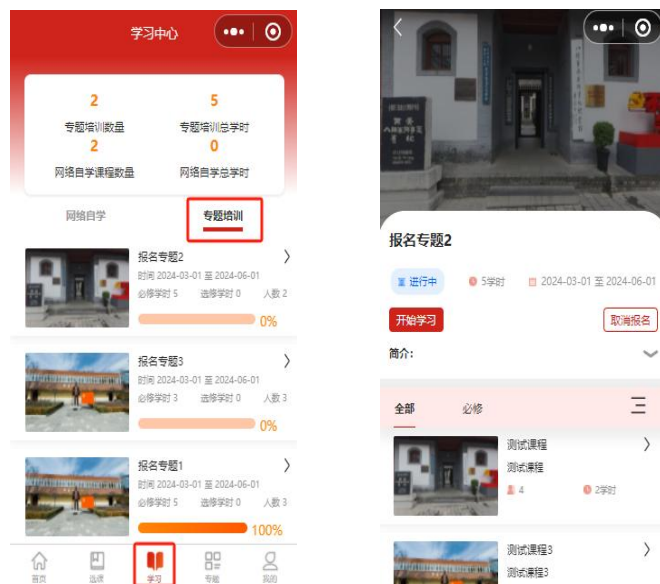 学习中心
2
5
专题培训数量
专题培训总学时
2
0
网络自学课程数量
网络自学总学时
网络自学
专题培训
报名专题2
时间 2024-03-01 至 2024-06-01
必修学时 5 选修学时 0 人数 2
0%
报名专题3
时间 2024-03-01 至 2024-06-01
必修学时 3 选修学时 0 人数 3
0%
报名专题1
时间 2024-03-01 至 2024-06-01
必修学时 5 选修学时 0 人数 3
100%
首页
选课
学习
专题
我的
报名专题2
进行中
5学时
2024-03-01 至 2024-06-01
开始学习
取消报名
简介:
全部
必修
测试课程
测试课程
4
2学时
测试课程3
测试课程3